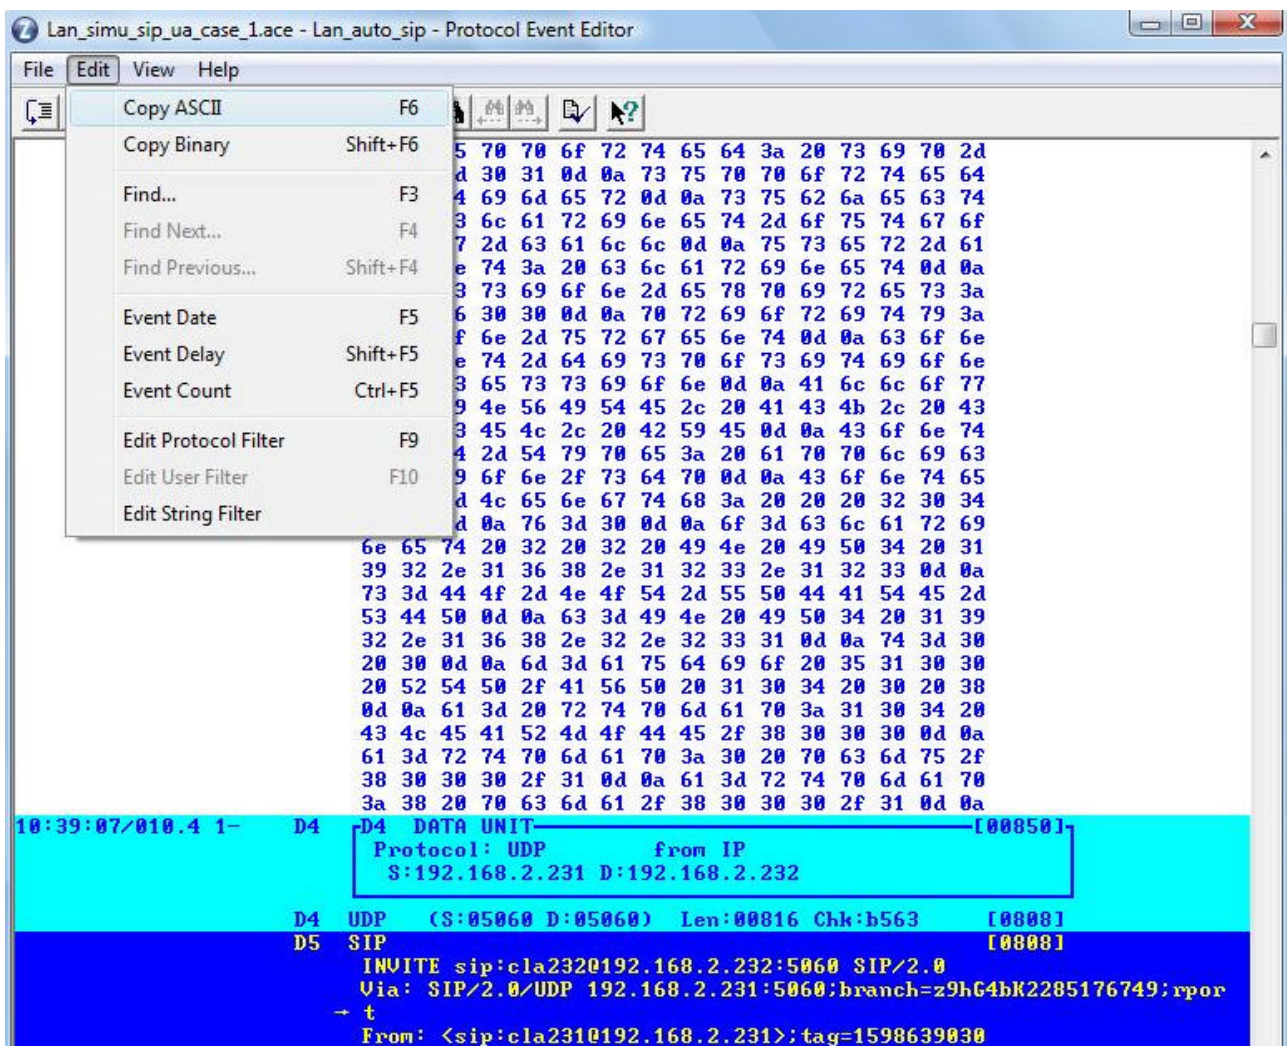 Lan_simu_sip_ua_case_1.ace - Lan_auto_sip - Protocol Event Editor
File Edit View Help
Copy ASCII F6
Copy Binary Shift+F6
Find... F3
Find Next... F4
Find Previous... Shift+F4
Event Date F5
Event Delay Shift+F5
Event Count Ctrl+F5
Edit Protocol Filter F9
Edit User Filter F10
Edit String Filter
5 70 70 6f 72 74 65 64 3a 20 73 69 70 2d
d 30 31 0d 0a 73 75 70 70 6f 72 74 65 64
4 69 6d 65 72 0d 0a 73 75 62 6a 65 63 74
3 6c 61 72 69 6e 65 74 2d 6f 75 74 67 6f
7 2d 63 61 6c 6c 0d 0a 75 73 65 72 2d 61
e 74 3a 20 63 6c 61 72 69 6e 65 74 0d 0a
3 73 69 6f 6e 2d 65 78 70 69 72 65 73 3a
6 30 30 0d 0a 70 72 69 6f 72 69 74 79 3a
f 6e 2d 75 72 67 65 6e 74 0d 0a 63 6f 6e
e 74 2d 64 69 73 70 6f 73 69 74 69 6f 6e
3 65 73 73 69 6f 6e 0d 0a 41 6c 6c 6f 77
9 4e 56 49 54 45 2c 20 41 43 4b 2c 20 43
3 45 4c 2c 20 42 59 45 0d 0a 43 6f 6e 74
4 2d 54 79 70 65 3a 20 61 70 70 6c 69 63
9 6f 6e 2f 73 64 70 0d 0a 43 6f 6e 74 65
d 4c 65 6e 67 74 68 3a 20 20 20 32 30 34
d 0a 76 3d 30 0d 0a 6f 3d 63 6c 61 72 69
6e 65 74 20 32 20 32 20 49 4e 20 49 50 34 20 31
39 32 2e 31 36 38 2e 31 32 33 2e 31 32 33 0d 0a
73 3d 44 4f 2d 4e 4f 54 2d 55 50 44 41 54 45 2d
53 44 50 0d 0a 63 3d 49 4e 20 49 50 34 20 31 39
32 2e 31 36 38 2e 32 2e 32 33 31 0d 0a 74 3d 30
20 30 0d 0a 6d 3d 61 75 64 69 6f 20 35 31 30 30
20 52 54 50 2f 41 56 50 20 31 30 34 20 30 20 38
0d 0a 61 3d 20 72 74 70 6d 61 70 3a 31 30 34 20
43 4c 45 41 52 4d 4f 44 45 2f 38 30 30 30 0d 0a
61 3d 72 74 70 6d 61 70 3a 30 20 70 63 6d 75 2f
38 30 30 30 2f 31 0d 0a 61 3d 72 74 70 6d 61 70
3a 38 20 70 63 6d 61 2f 38 30 30 30 2f 31 0d 0a
10:39:07/010.4 1- D4 D4 DATA UNIT [00850]
Protocol: UDP from IP
S:192.168.2.231 D:192.168.2.232
D4 UDP (S:05060 D:05060) Len:00816 Chk:b563 [0808]
D5 SIP [0808]
INVITE sip:cla232@192.168.2.232:5060 SIP/2.0
Via: SIP/2.0/UDP 192.168.2.231:5060;branch=z9hG4bK2285176749;rpor
→ t
From: <sip:cla231@192.168.2.231>;tag=1598639030